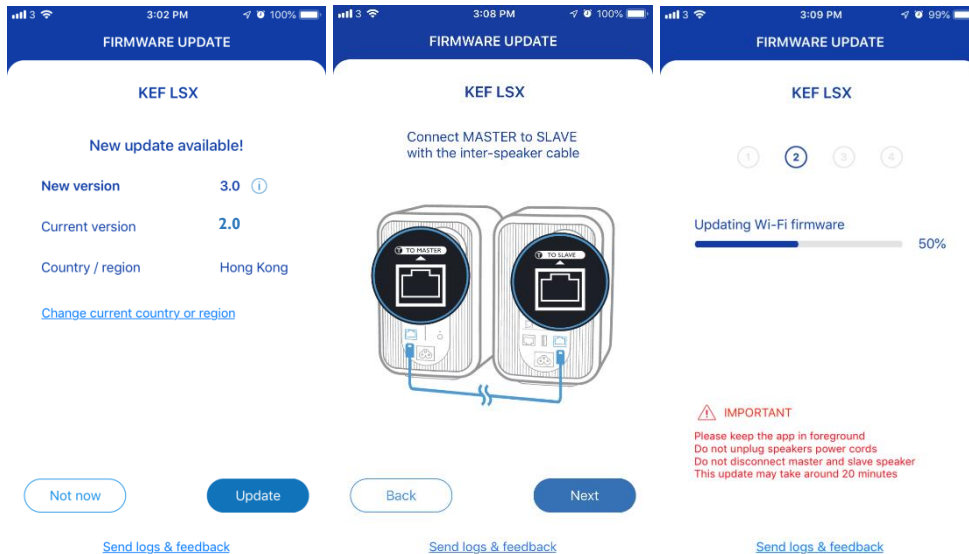 3
3:02 PM
100%
FIRMWARE UPDATE
KEF LSX
New update available!
New version 3.0
Current version 2.0
Country / region Hong Kong
Change current country or region
Not now
Update
Send logs & feedback
3
3:08 PM
100%
FIRMWARE UPDATE
KEF LSX
Connect MASTER to SLAVE
with the inter-speaker cable
TO MASTER
TO SLAVE
Back
Next
Send logs & feedback
3
3:09 PM
99%
FIRMWARE UPDATE
KEF LSX
1 2 3 4
Updating Wi-Fi firmware
50%
IMPORTANT
Please keep the app in foreground
Do not unplug speakers power cords
Do not disconnect master and slave speaker
This update may take around 20 minutes
Send logs & feedback